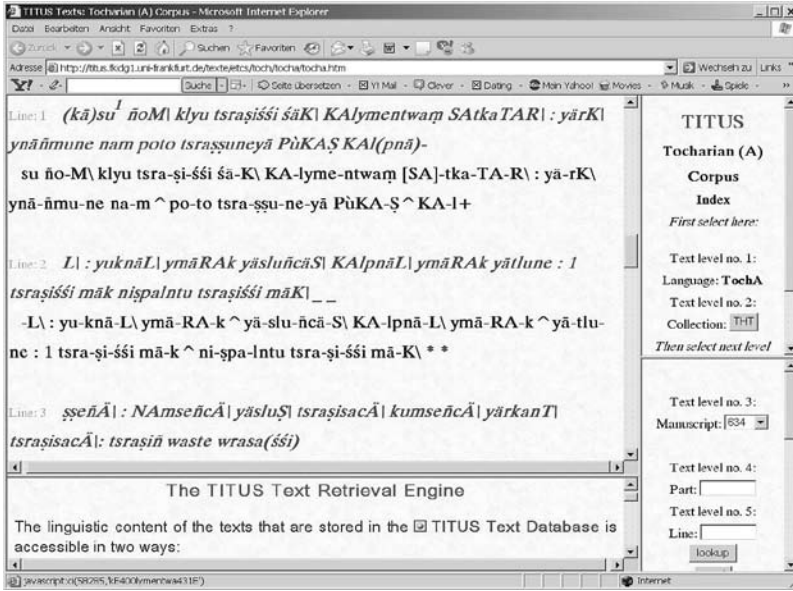 TITUS Texts: Tocharian (A) Corpus - Microsoft Internet Explorer
Datei Bearbeiten Ansicht Favoriten Extras ?
Zurück Suchen Favoriten
Adresse http://titus.fkidg1.uni-frankfurt.de/texte/etcs/toch/tocha/tocha.htm Wechseln zu Links »
Y! Suche Seite übersetzen Y! Mail Clever Dating Mein Yahoo! Movies Musik Spiele »
Line: 1 (kā)su¹ ñoM\ klyu tsraṣiśśi śäK\ KAlymentwaṃ SAtkaTAR\ : yärK\
ynāñmune nam poto tsraṣṣuneyā PùKAṢ KAl(pnā)-
su ño-M\ klyu tsra-ṣi-śśi śä-K\ KA-lyme-ntwaṃ [SA]-tka-TA-R\ : yä-rK\
ynā-ñmu-ne na-m ^ po-to tsra-ṣṣu-ne-yā PùKA-Ṣ ^ KA-l+
Line: 2 L\ : yuknāL\ ymāRAk yäsluñcäS\ KAlpnāL\ ymāRAk yātlune : 1
tsraṣiśśi māk niṣpalntu tsraṣiśśi māK\ _ _
-L\ : yu-knā-L\ ymā-RA-k ^ yä-slu-ñcä-S\ KA-lpnā-L\ ymā-RA-k ^ yā-tlu-
ne : 1 tsra-ṣi-śśi mā-k ^ ni-ṣpa-lntu tsra-ṣi-śśi mā-K\ * *
Line: 3 ṣṣeñÄ\ : NAmseñcÄ\ yäsluṢ\ tsraṣisacÄ\ kumseñcÄ\ yärkanT\
tsraṣisacÄ\: tsraṣiñ waste wrasa(śśi)
The TITUS Text Retrieval Engine
The linguistic content of the texts that are stored in the TITUS Text Database is
accessible in two ways:
TITUS
Tocharian (A)
Corpus
Index
First select here:
Text level no. 1:
Language: TochA
Text level no. 2:
Collection: THT
Then select next level
Text level no. 3:
Manuscript: 634
Text level no. 4:
Part:
Text level no. 5:
Line:
lookup
Internet